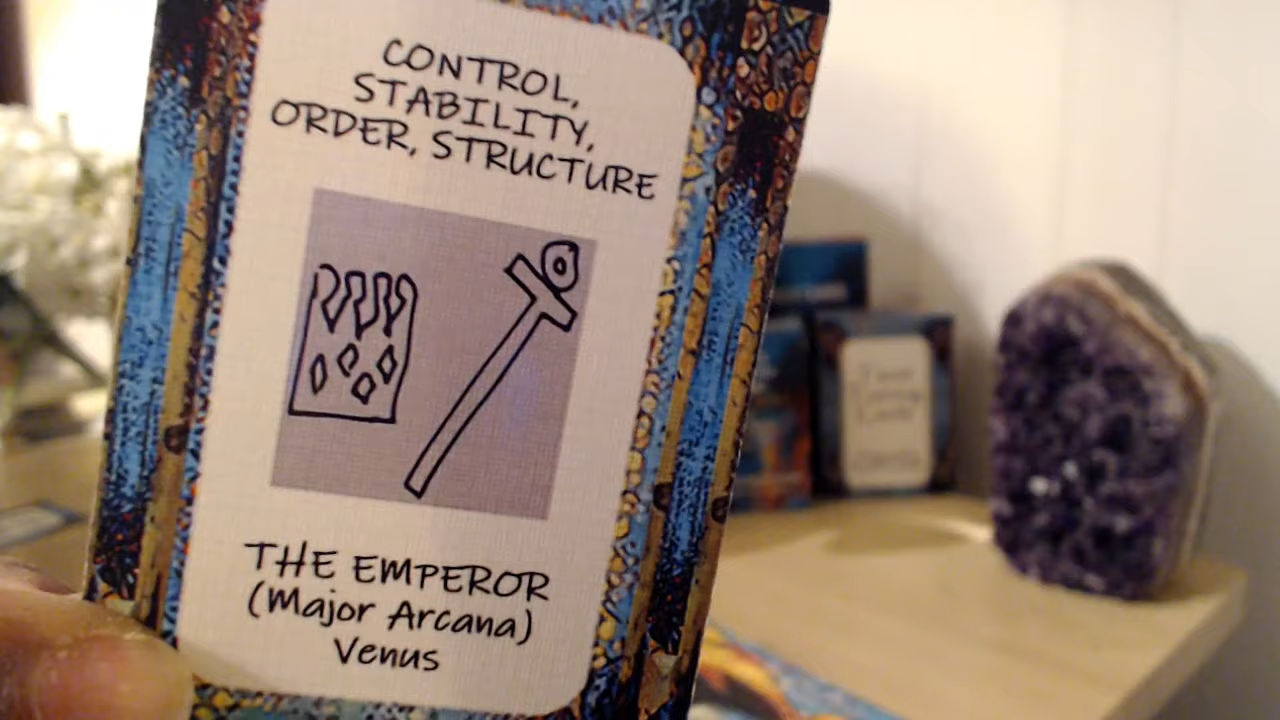 CONTROL,
STABILITY,
ORDER, STRUCTURE
THE EMPEROR
(Major Arcana)
Venus